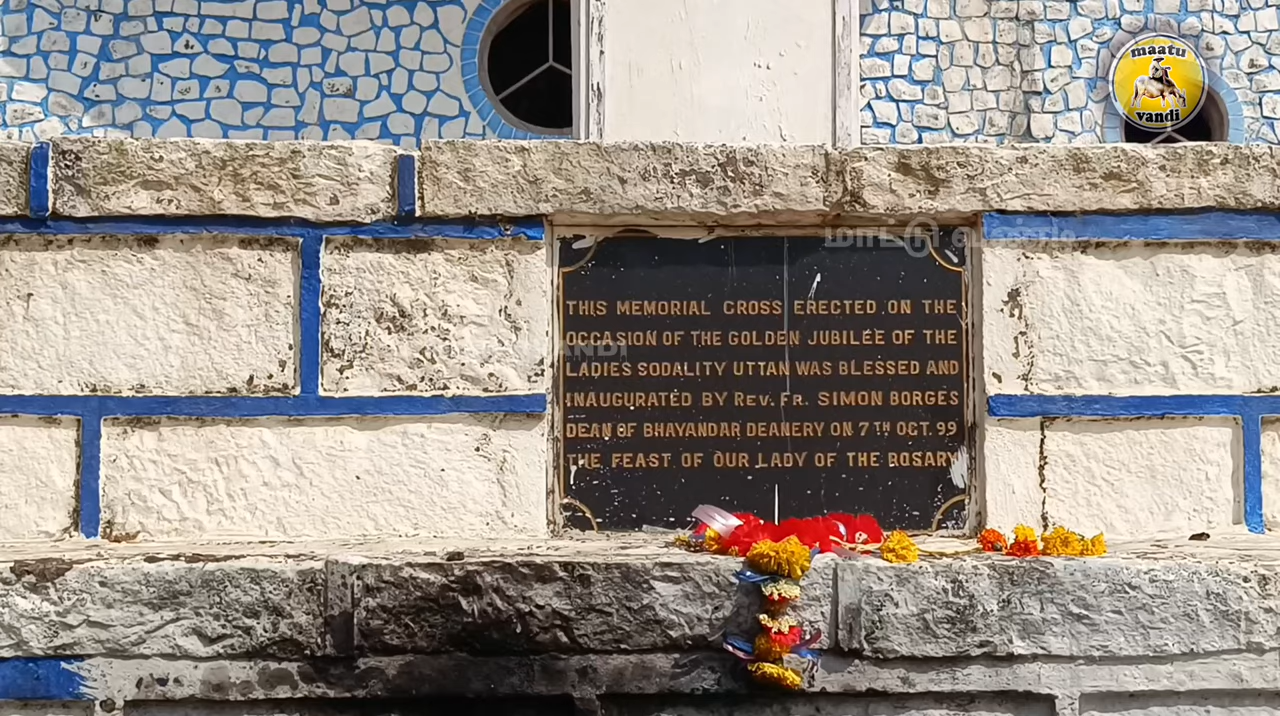 maatu
vandi
THIS MEMORIAL CROSS ERECTED ON THE
OCCASION OF THE GOLDEN JUBILEE OF THE
LADIES SODALITY UTTAN WAS BLESSED AND
INAUGURATED BY REV. FR. SIMON BORGES
DEAN OF BHAYANDAR DEANERY ON 7TH OCT. 99
THE FEAST OF OUR LADY OF THE ROSARY